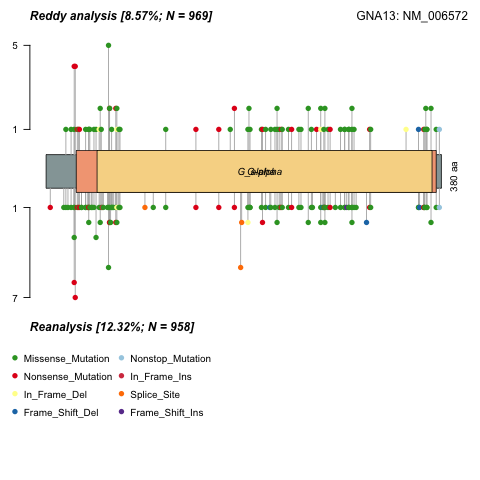 Reddy analysis [8.57%; N = 969]
GNA13: NM_006572
5
1
G_alpha
380 aa
1
7
Reanalysis [12.32%; N = 958]
Missense_Mutation
Nonstop_Mutation
Nonsense_Mutation
In_Frame_Ins
In_Frame_Del
Splice_Site
Frame_Shift_Del
Frame_Shift_Ins